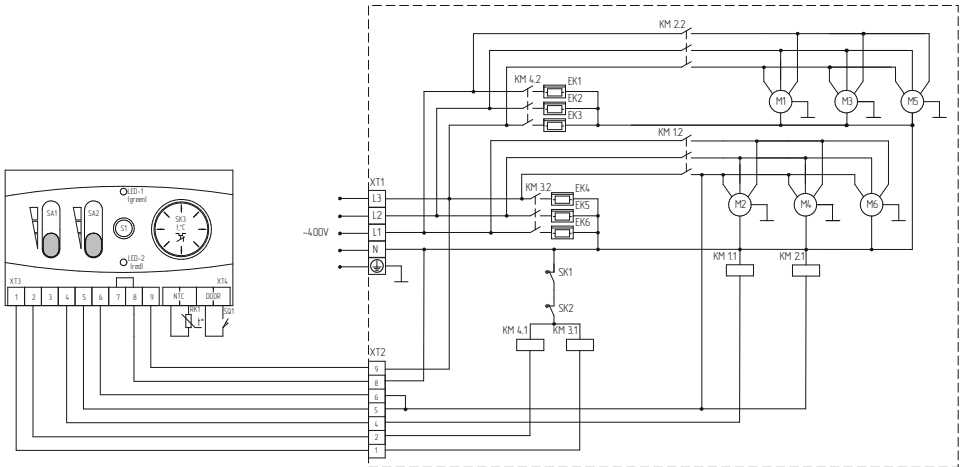 KM 2.2
KM 4.2
EK1
EK2
EK3
M1
M3
M5
KM 1.2
XT1
L3
L2
L1
N
~400V
KM 3.2
EK4
EK5
EK6
M2
M4
M6
KM 1.1
KM 2.1
SK1
SK2
KM 4.1
KM 3.1
LED-1
(green)
SA1
SA2
S1
SK3
t,°C
LED-2
(red)
XT3
XT4
1 2 3 4 5 6 7 8 9
NTC
DOOR
RK1
t°
SQ1
XT2
9
8
6
5
4
2
1